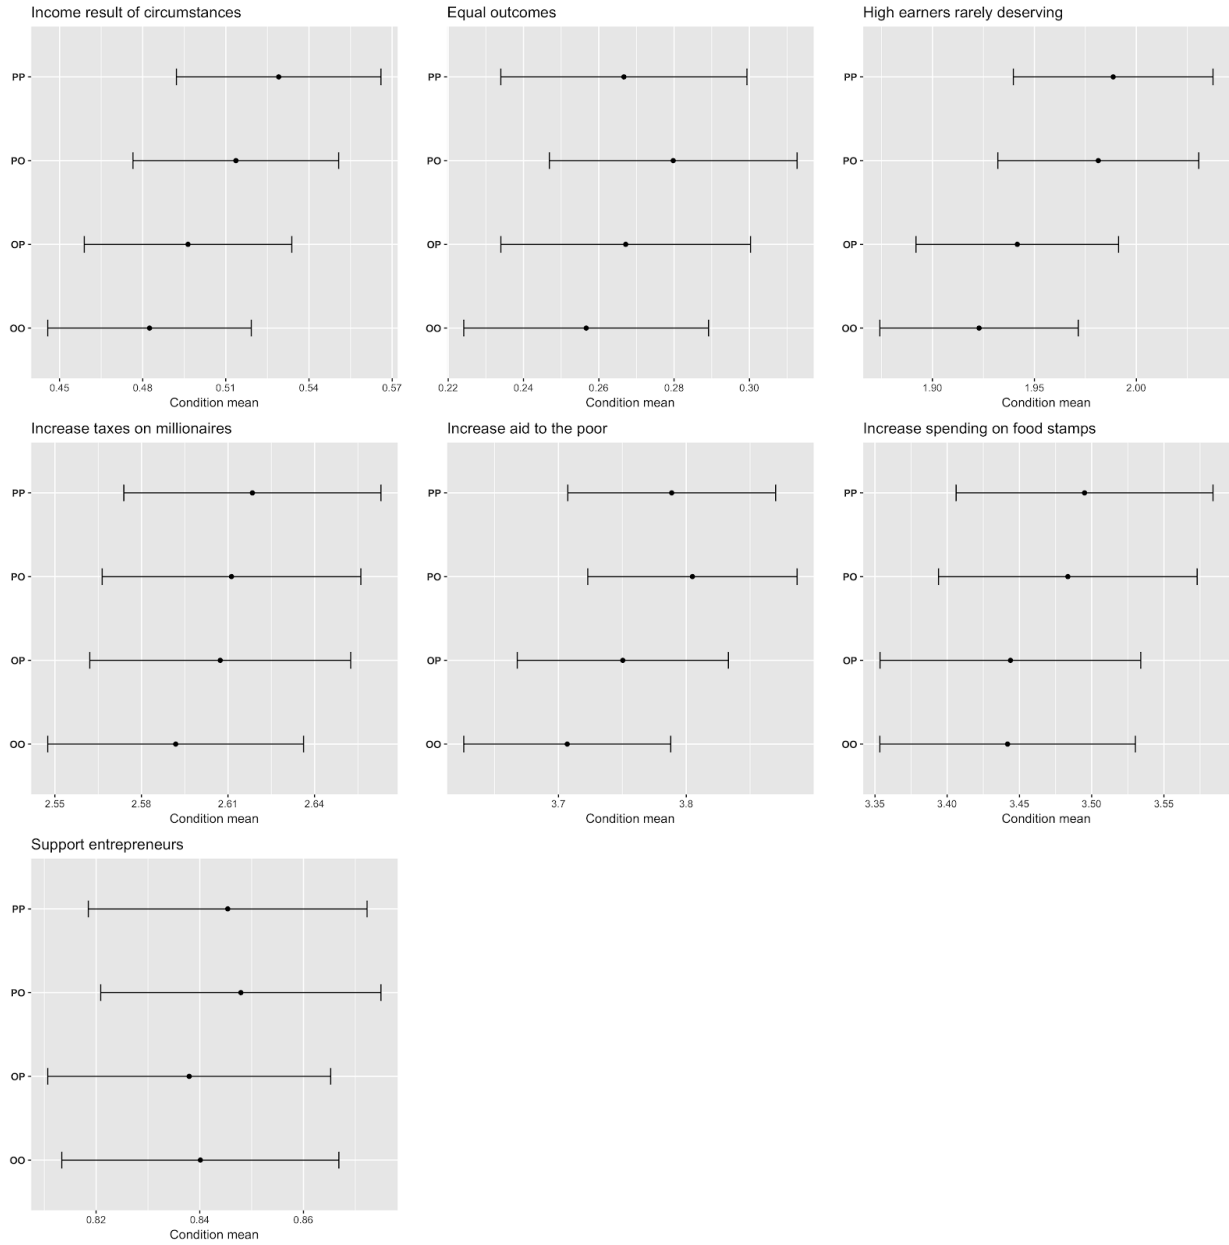 Income result of circumstances
PP
PO
OP
OO
0.45 0.48 0.51 0.54 0.57
Condition mean
Equal outcomes
PP
PO
OP
OO
0.22 0.24 0.26 0.28 0.30
Condition mean
High earners rarely deserving
PP
PO
OP
OO
1.90 1.95 2.00
Condition mean
Increase taxes on millionaires
PP
PO
OP
OO
2.55 2.58 2.61 2.64
Condition mean
Increase aid to the poor
PP
PO
OP
OO
3.7 3.8
Condition mean
Increase spending on food stamps
PP
PO
OP
OO
3.35 3.40 3.45 3.50 3.55
Condition mean
Support entrepreneurs
PP
PO
OP
OO
0.82 0.84 0.86
Condition mean